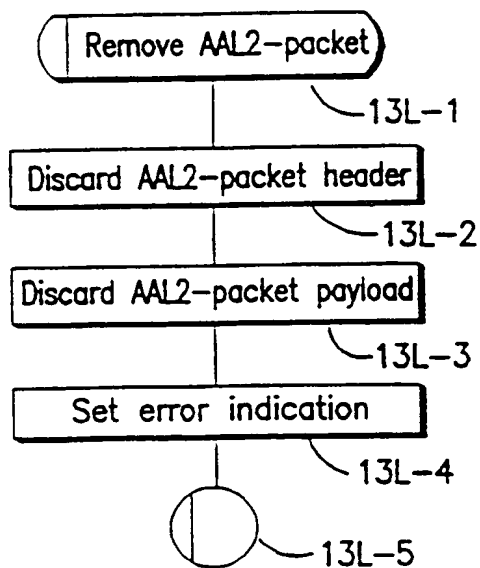 Remove AAL2-packet
13L-1
Discard AAL2-packet header
13L-2
Discard AAL2-packet payload
13L-3
Set error indication
13L-4
13L-5